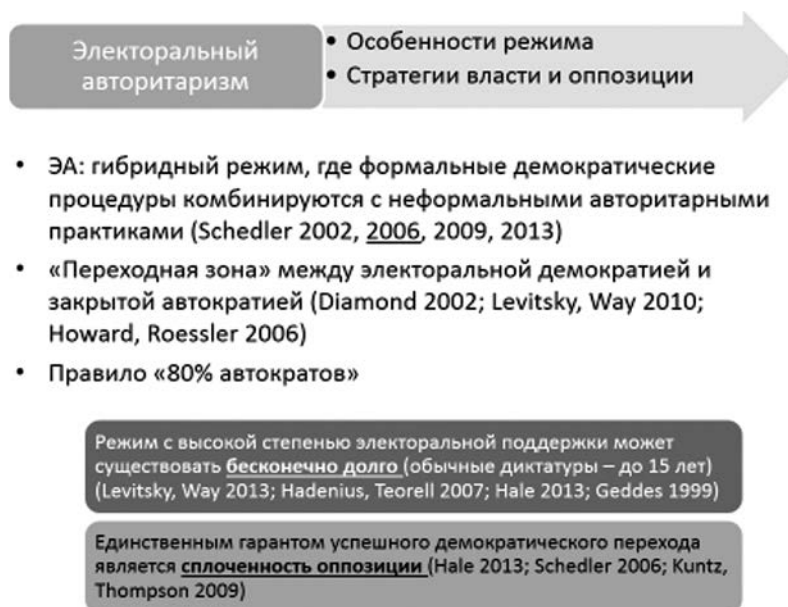 Электоральный
авторитаризм
• Особенности режима
• Стратегии власти и оппозиции
• ЭА: гибридный режим, где формальные демократические
процедуры комбинируются с неформальными авторитарными
практиками (Schedler 2002, 2006, 2009, 2013)
• «Переходная зона» между электоральной демократией и
закрытой автократией (Diamond 2002; Levitsky, Way 2010;
Howard, Roessler 2006)
• Правило «80% автократов»
Режим с высокой степенью электоральной поддержки может
существовать бесконечно долго (обычные диктатуры – до 15 лет)
(Levitsky, Way 2013; Hadenius, Teorell 2007; Hale 2013; Geddes 1999)
Единственным гарантом успешного демократического перехода
является сплоченность оппозиции (Hale 2013; Schedler 2006; Kuntz,
Thompson 2009)